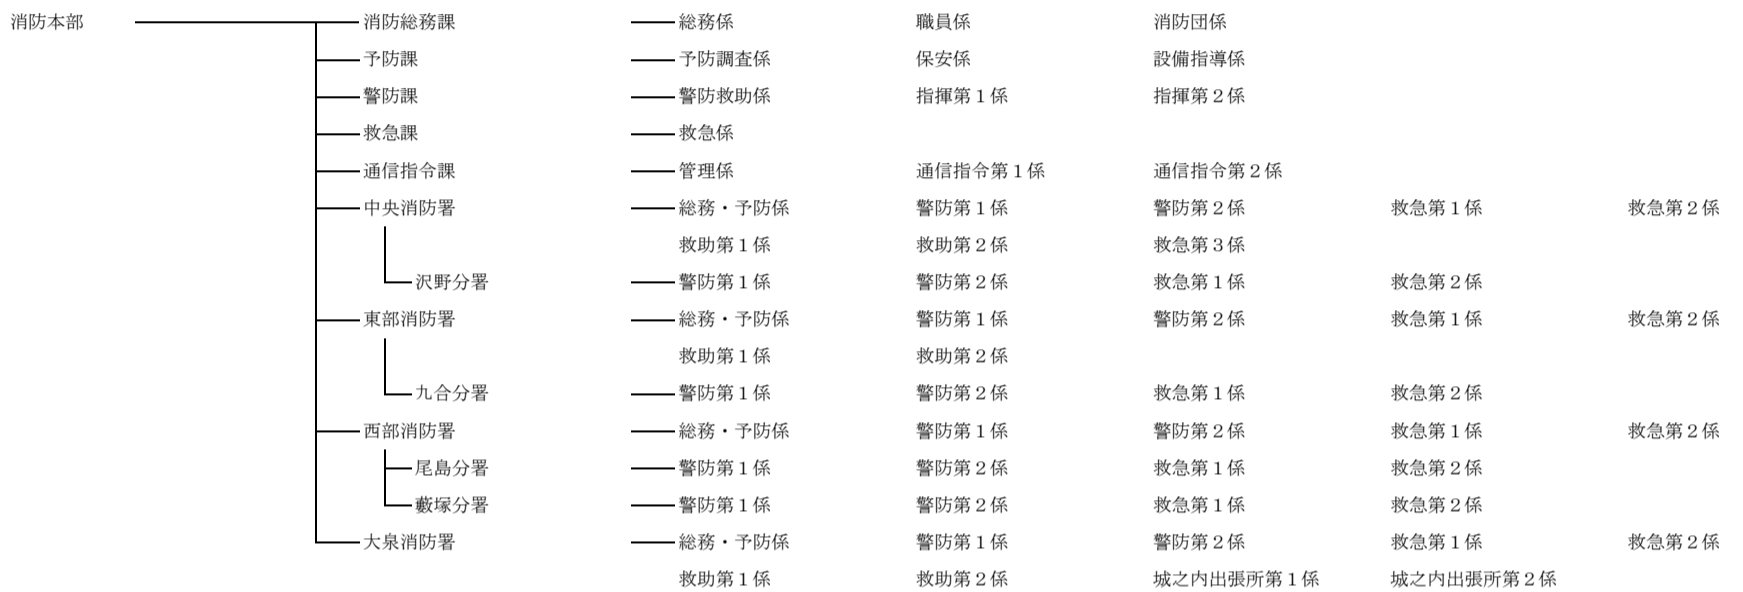 消防本部 消防総務課 総務係 職員係 消防団係
予防課 予防調査係 保安係 設備指導係
警防課 警防救助係 指揮第１係 指揮第２係
救急課 救急係
通信指令課 管理係 通信指令第１係 通信指令第２係
中央消防署 総務・予防係 警防第１係 警防第２係 救急第１係 救急第２係
救助第１係 救助第２係 救急第３係
沢野分署 警防第１係 警防第２係 救急第１係 救急第２係
東部消防署 総務・予防係 警防第１係 警防第２係 救急第１係 救急第２係
救助第１係 救助第２係
九合分署 警防第１係 警防第２係 救急第１係 救急第２係
西部消防署 総務・予防係 警防第１係 警防第２係 救急第１係 救急第２係
尾島分署 警防第１係 警防第２係 救急第１係 救急第２係
藪塚分署 警防第１係 警防第２係 救急第１係 救急第２係
大泉消防署 総務・予防係 警防第１係 警防第２係 救急第１係 救急第２係
救助第１係 救助第２係 城之内出張所第１係 城之内出張所第２係